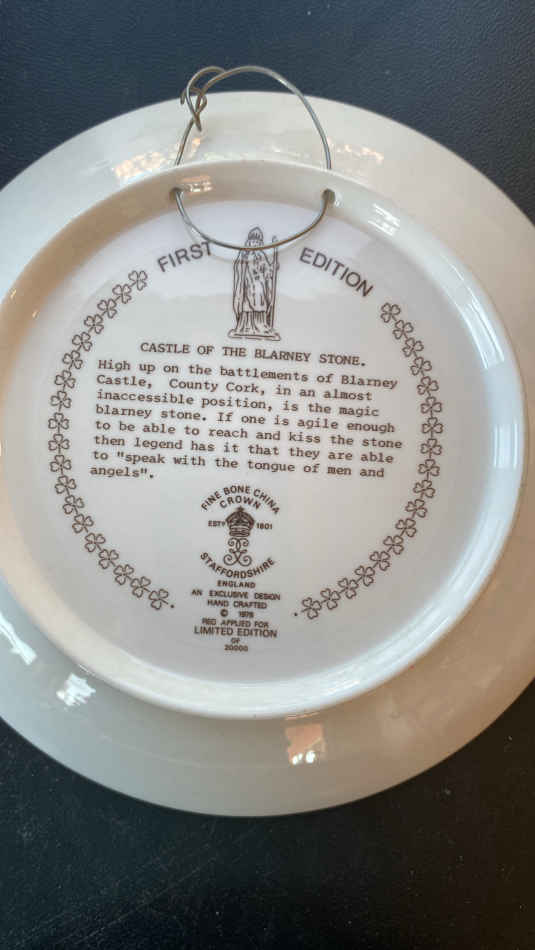 FIRST EDITION
CASTLE OF THE BLARNEY STONE.
High up on the battlements of Blarney
Castle, County Cork, in an almost
inaccessible position, is the magic
blarney stone. If one is agile enough
to be able to reach and kiss the stone
then legend has it that they are able
to "speak with the tongue of men and
angels".
FINE BONE CHINA
CROWN
ESTD 1801
STAFFORDSHIRE
ENGLAND
AN EXCLUSIVE DESIGN
HAND CRAFTED
© 1978
REG APPLIED FOR
LIMITED EDITION
OF
20000